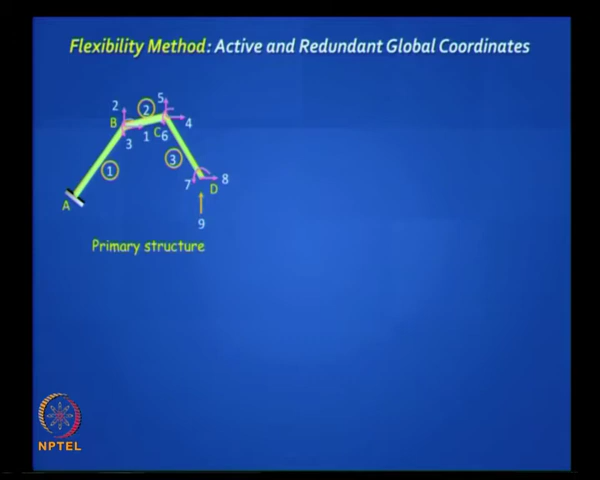 Flexibility Method: Active and Redundant Global Coordinates
5
2
2
4
B
1
C
6
3
3
1
7
8
D
A
9
Primary structure
NPTEL